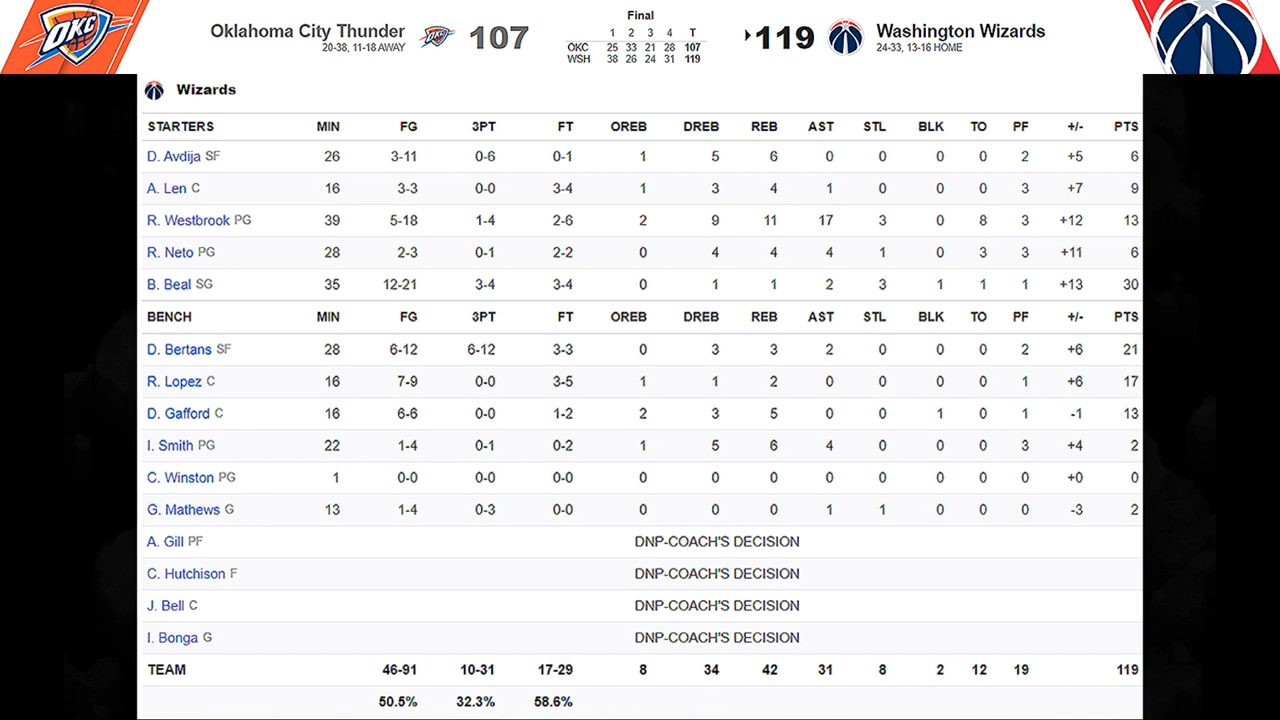 Oklahoma City Thunder
20-38, 11-18 AWAY
OKC
107
Final
1 2 3 4 T
OKC 25 33 21 28 107
WSH 38 26 24 31 119
119
Washington Wizards
24-33, 13-16 HOME
Wizards
STARTERS MIN FG 3PT FT OREB DREB REB AST STL BLK TO PF +/- PTS
D. Avdija SF 26 3-11 0-6 0-1 1 5 6 0 0 0 0 2 +5 6
A. Len C 16 3-3 0-0 3-4 1 3 4 1 0 0 0 3 +7 9
R. Westbrook PG 39 5-18 1-4 2-6 2 9 11 17 3 0 8 3 +12 13
R. Neto PG 28 2-3 0-1 2-2 0 4 4 4 1 0 3 3 +11 6
B. Beal SG 35 12-21 3-4 3-4 0 1 1 2 3 1 1 1 +13 30
BENCH MIN FG 3PT FT OREB DREB REB AST STL BLK TO PF +/- PTS
D. Bertans SF 28 6-12 6-12 3-3 0 3 3 2 0 0 0 2 +6 21
R. Lopez C 16 7-9 0-0 3-5 1 1 2 0 0 0 0 1 +6 17
D. Gafford C 16 6-6 0-0 1-2 2 3 5 0 0 1 0 1 -1 13
I. Smith PG 22 1-4 0-1 0-2 1 5 6 4 0 0 0 3 +4 2
C. Winston PG 1 0-0 0-0 0-0 0 0 0 0 0 0 0 0 +0 0
G. Mathews G 13 1-4 0-3 0-0 0 0 0 1 1 0 0 0 -3 2
A. Gill PF DNP-COACH'S DECISION
C. Hutchison F DNP-COACH'S DECISION
J. Bell C DNP-COACH'S DECISION
I. Bonga G DNP-COACH'S DECISION
TEAM 46-91 10-31 17-29 8 34 42 31 8 2 12 19 119
50.5% 32.3% 58.6%